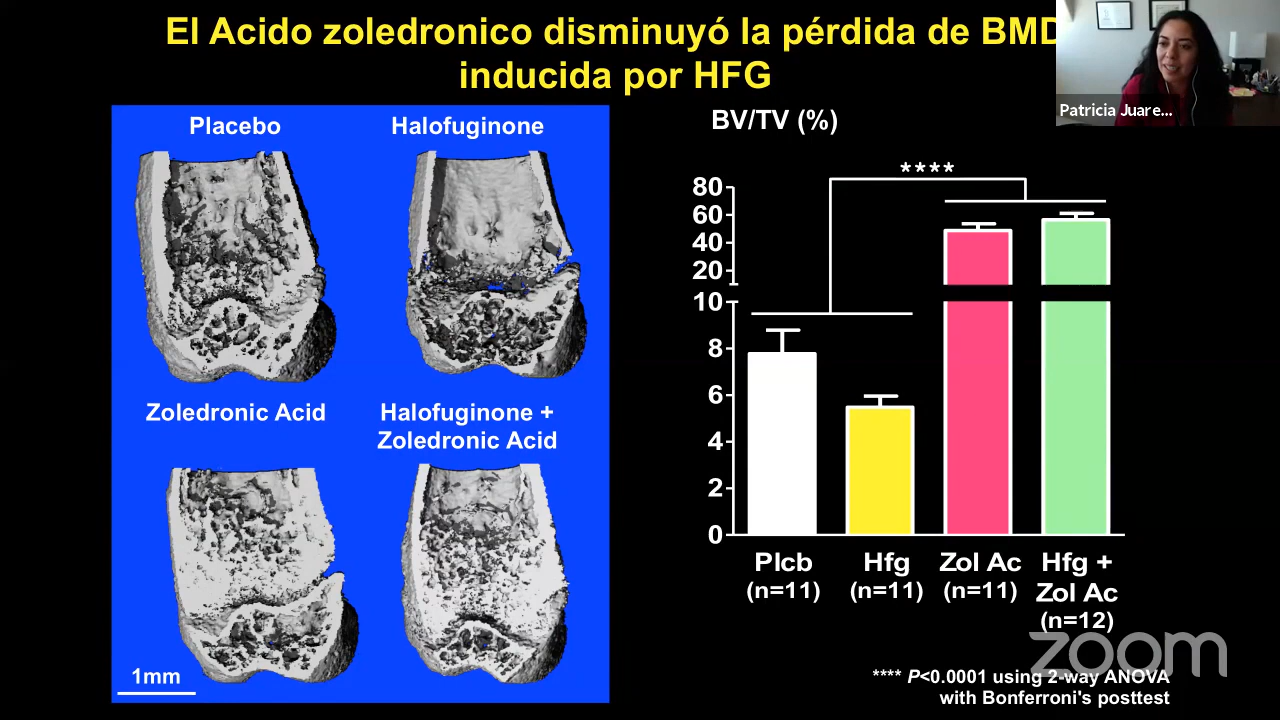 El Acido zoledronico disminuyó la pérdida de BMD
inducida por HFG
Patricia Juare...
Placebo
Halofuginone
Zoledronic Acid
Halofuginone +
Zoledronic Acid
1mm
BV/TV (%)
****
80
60
40
20
10
8
6
4
2
0
Plcb
(n=11)
Hfg
(n=11)
Zol Ac
(n=11)
Hfg +
Zol Ac
(n=12)
zoom
**** P<0.0001 using 2-way ANOVA
with Bonferroni's posttest